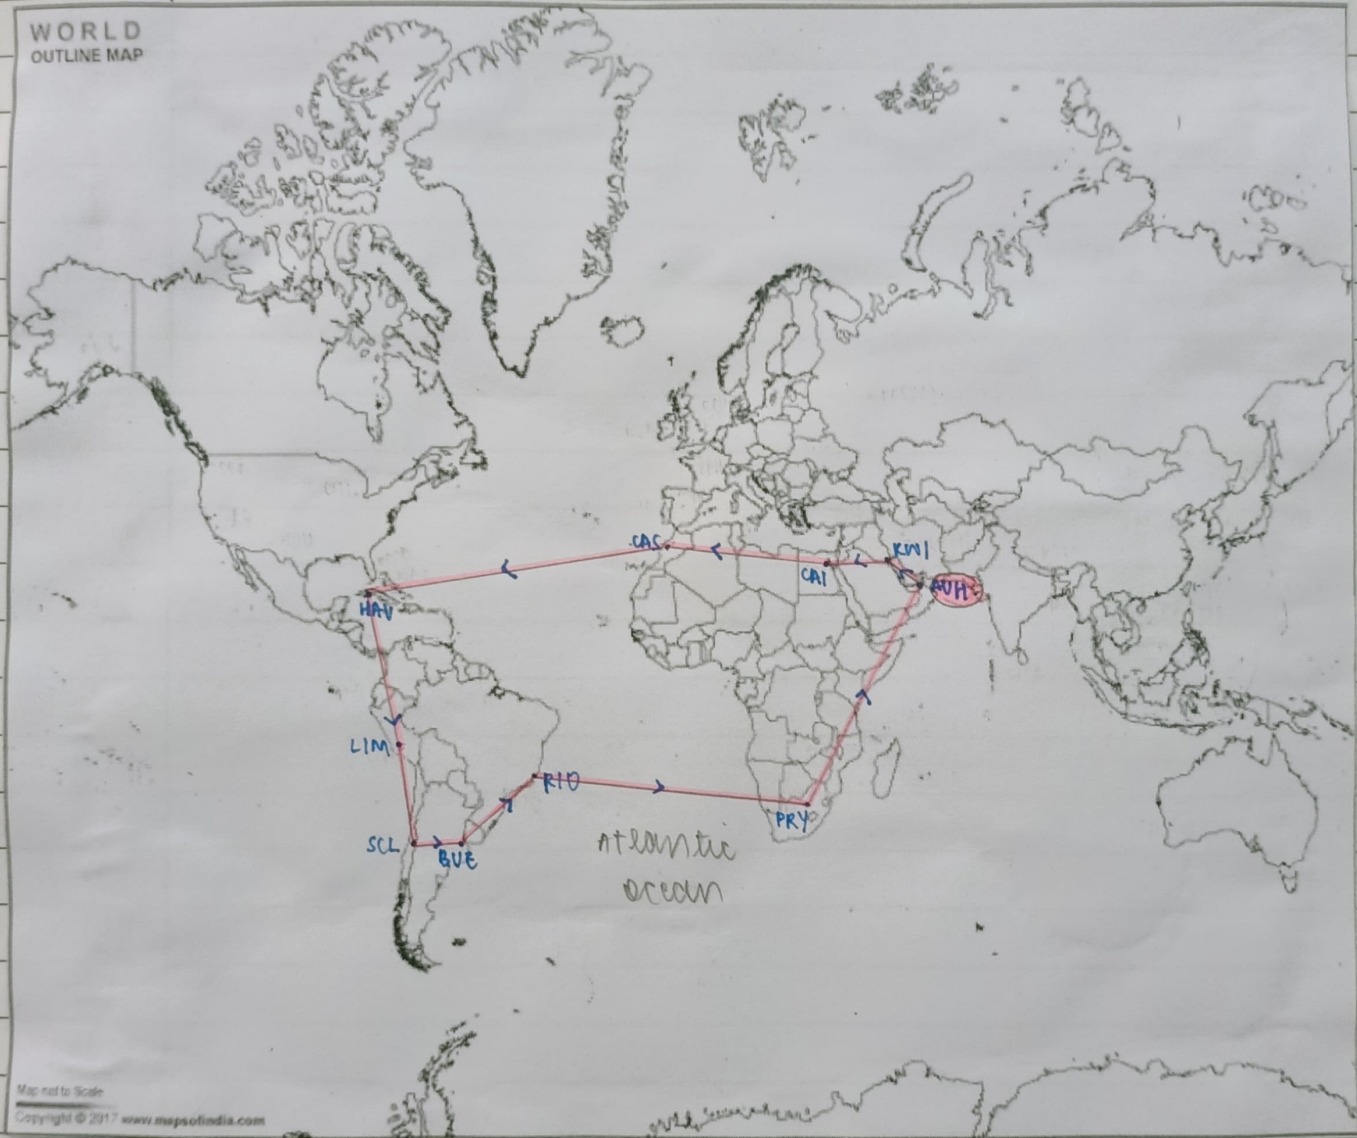 WORLD
OUTLINE MAP
CAS
KWI
CAI
AUH
HAV
LIM
RIO
SCL
BUE
PRY
Atlantic
ocean
Map not to Scale
Copyright © 2017 www.mapsofindia.com